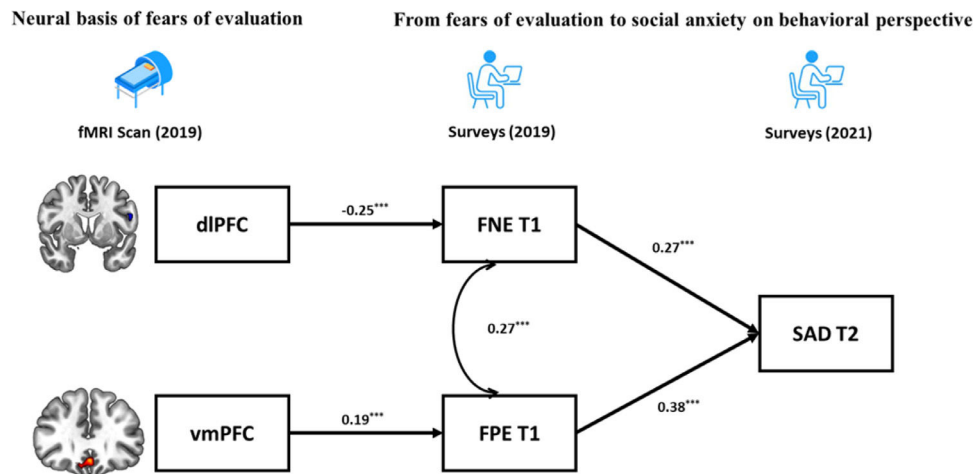 Neural basis of fears of evaluation
From fears of evaluation to social anxiety on behavioral perspective
fMRI Scan (2019)
Surveys (2019)
Surveys (2021)
dlPFC
-0.25***
FNE T1
0.27***
0.27***
SAD T2
vmPFC
0.19***
FPE T1
0.38***